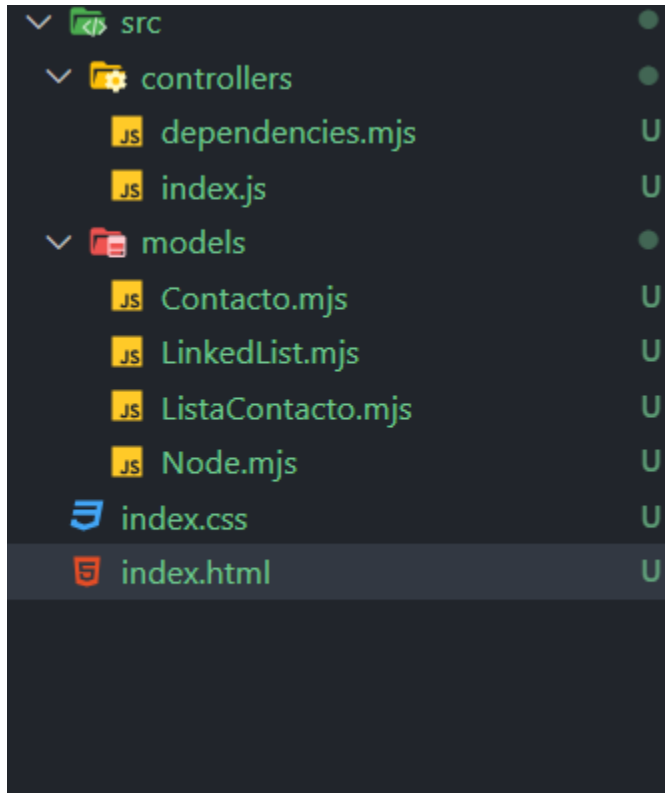 src
controllers
JS dependencies.mjs U
JS index.js U
models
JS Contacto.mjs U
JS LinkedList.mjs U
JS ListaContacto.mjs U
JS Node.mjs U
index.css U
index.html U